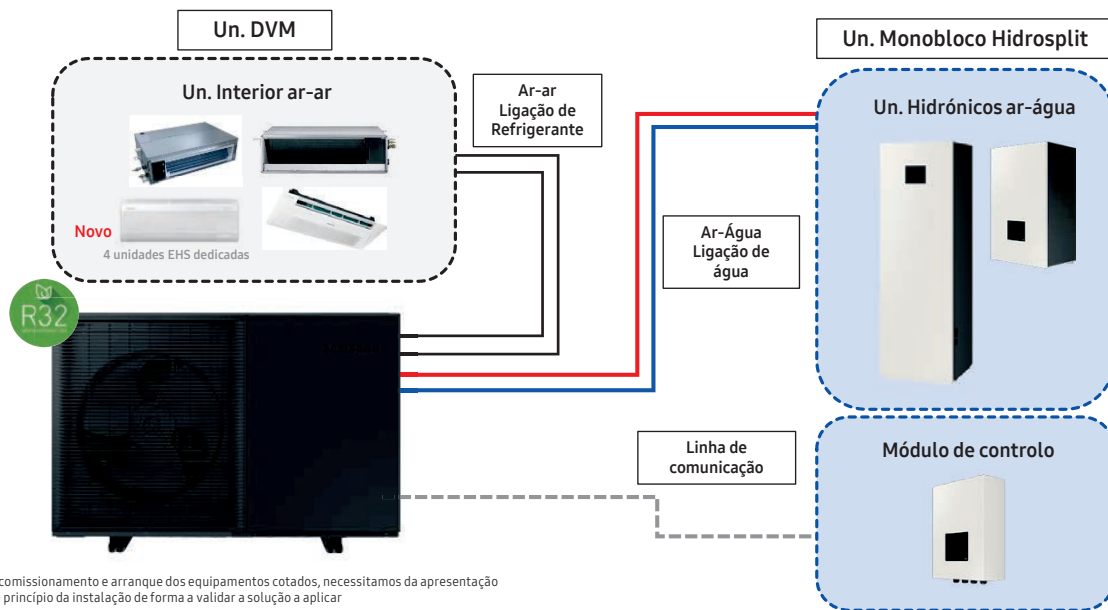 Un. DVM
Un. Monobloco Hidrosplit
Un. Interior ar-ar
Ar-ar
Ligação de
Refrigerante
Un. Hidrónicos ar-água
Novo
4 unidades EHS dedicadas
Ar-Água
Ligação de
água
R32
Linha de
comunicação
Módulo de controlo
comissionamento e arranque dos equipamentos cotados, necessitamos da apresentação
princípio da instalação de forma a validar a solução a aplicar